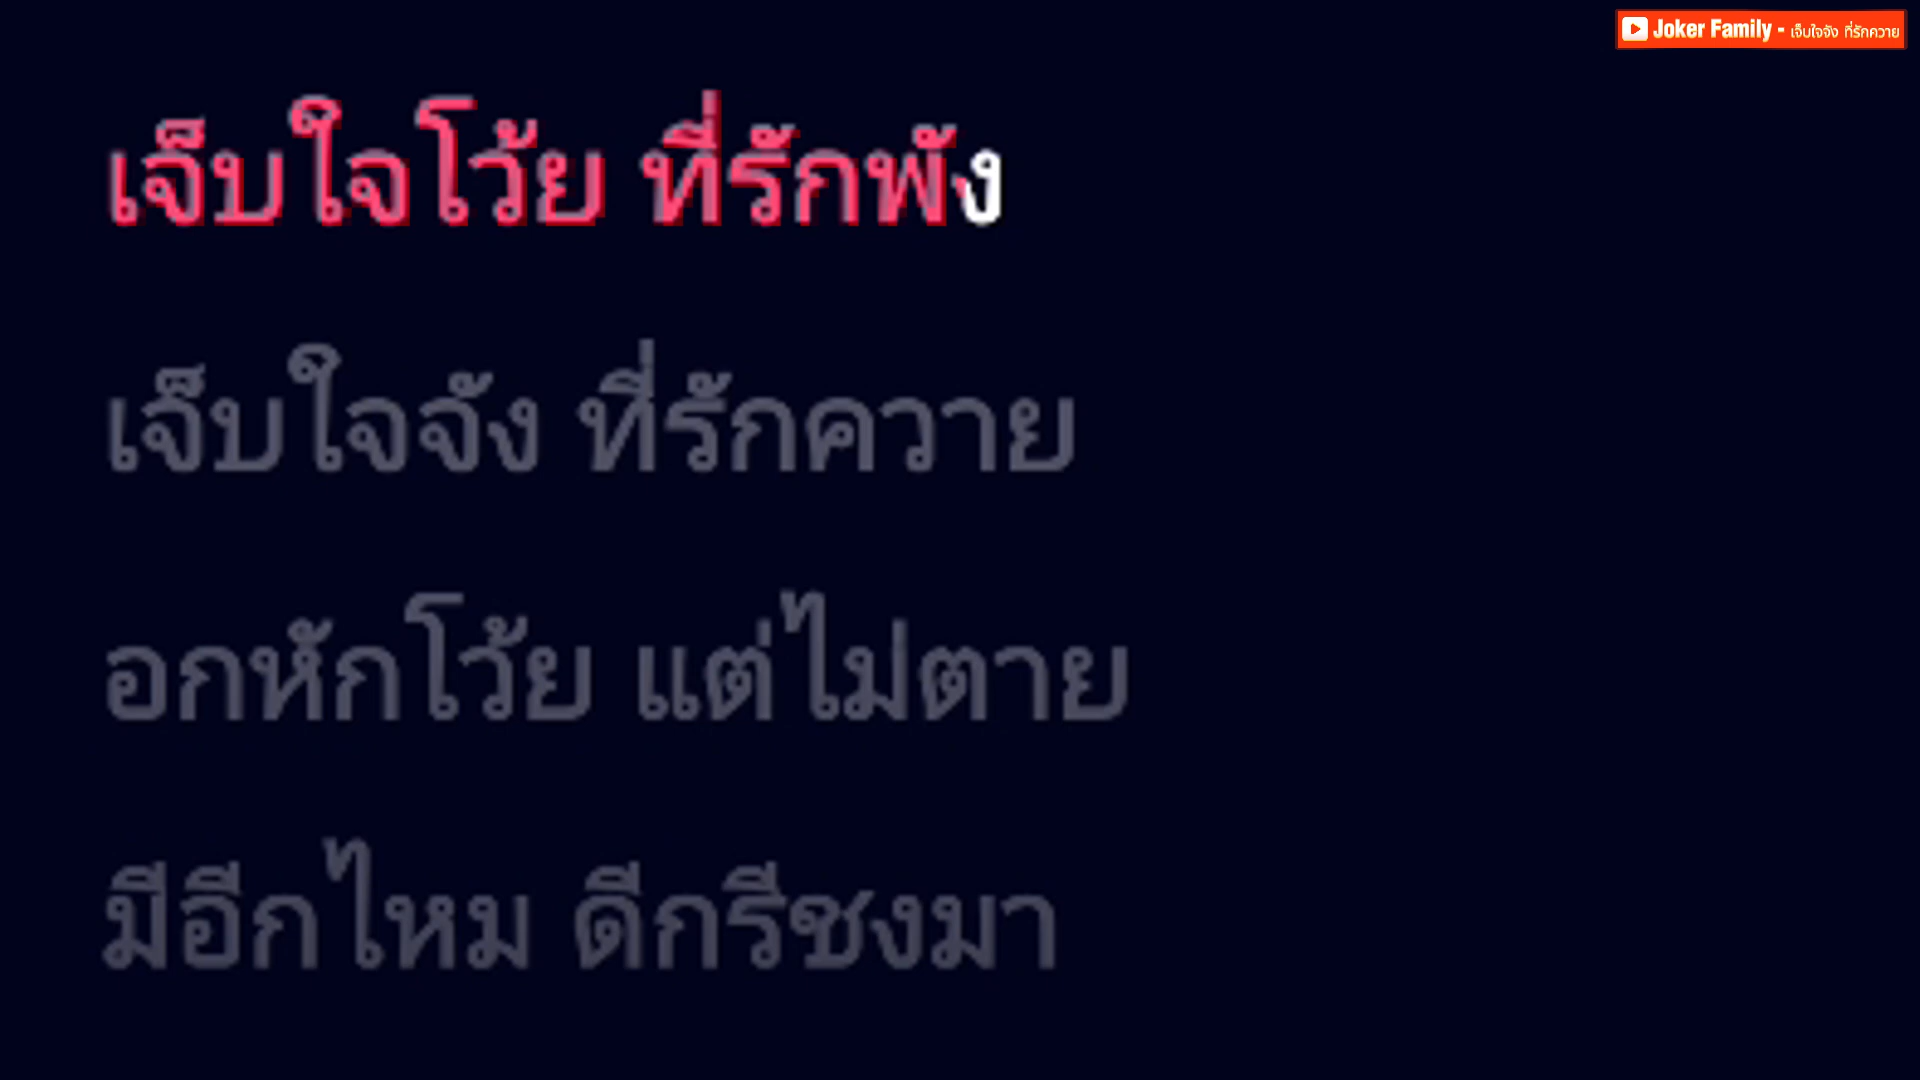 Joker Family - เจ็บใจจัง ที่รักควาย
เจ็บใจโว้ย ที่รักพัง
เจ็บใจจัง ที่รักควาย
อกหักโว้ย แต่ไม่ตาย
มีอีกไหม ดีกรีชงมา